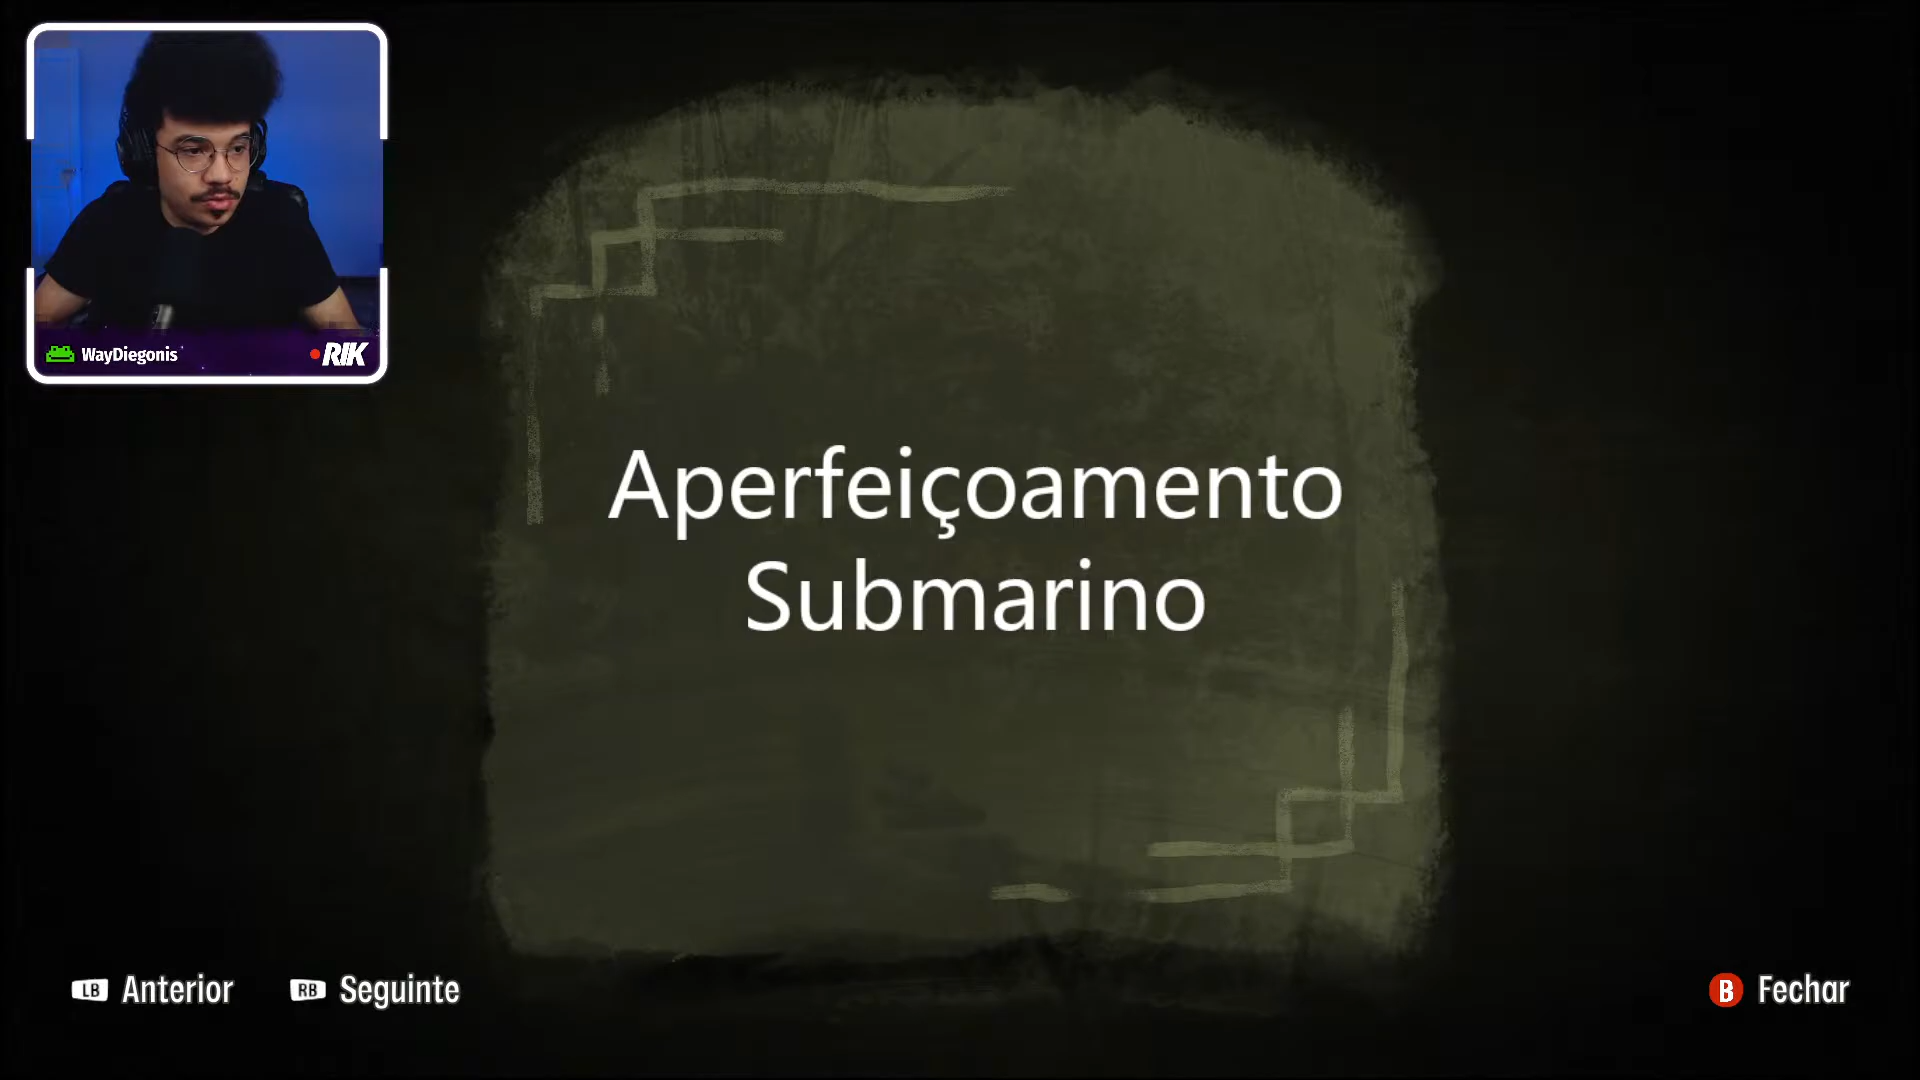 WayDiegonis
RIK
Aperfeiçoamento
Submarino
LB Anterior
RB Seguinte
B Fechar